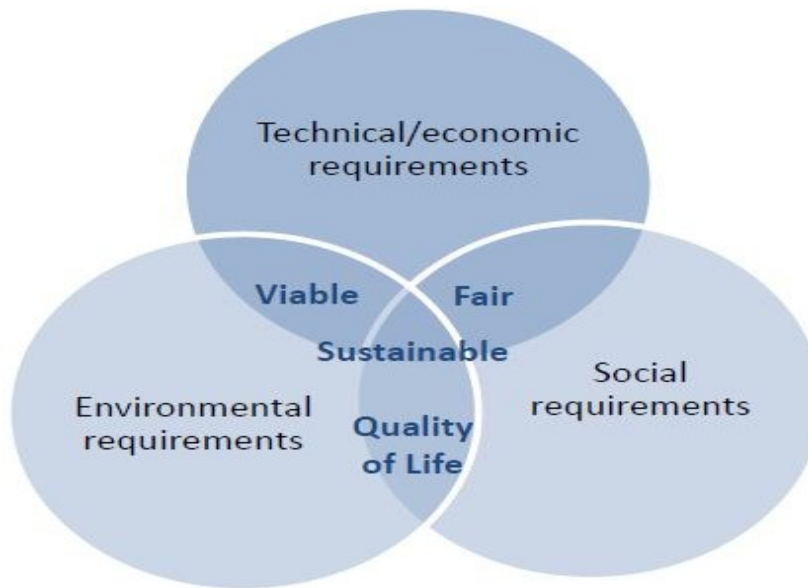 Technical/economic
requirements
Viable
Fair
Sustainable
Environmental
requirements
Social
requirements
Quality
of Life